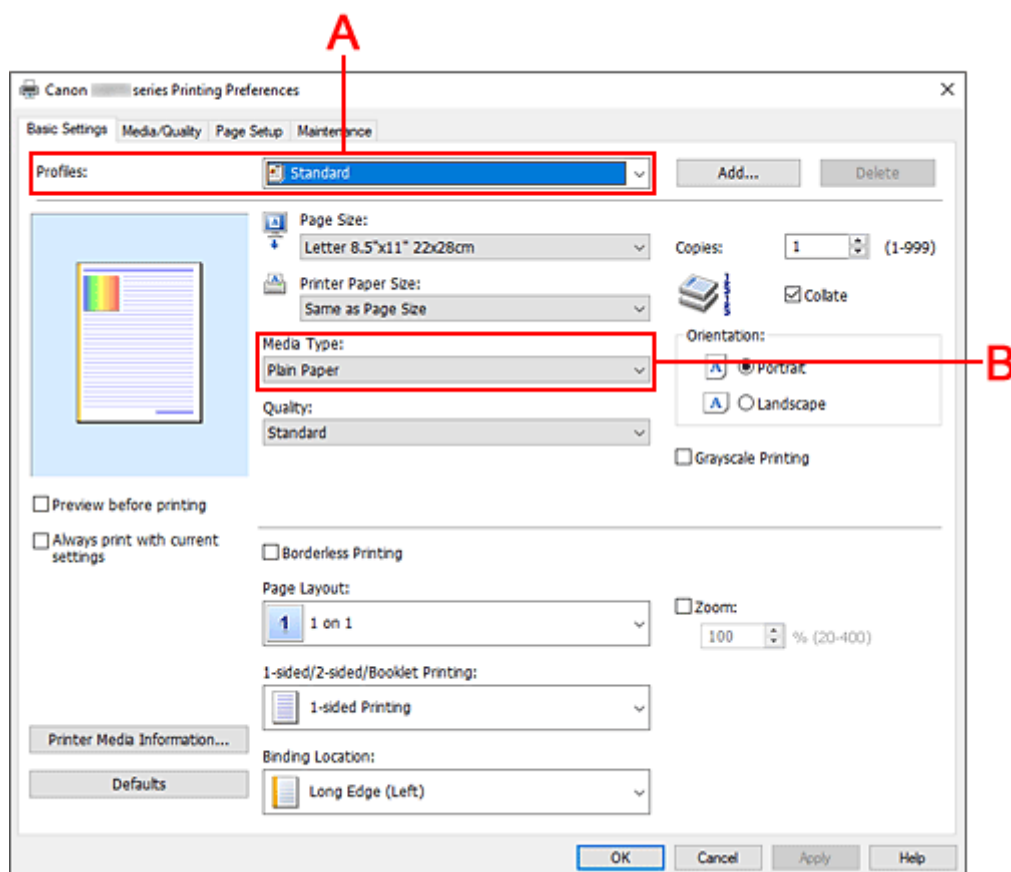 A
Canon series Printing Preferences
Basic Settings Media/Quality Page Setup Maintenance
Profiles: Standard Add... Delete
Page Size:
Letter 8.5"x11" 22x28cm
Copies: 1 (1-999)
Printer Paper Size:
Same as Page Size
Collate
Media Type:
Plain Paper
B
Orientation:
A Portrait
A Landscape
Quality:
Standard
Grayscale Printing
Preview before printing
Always print with current
settings
Borderless Printing
Page Layout:
1 1 on 1
Zoom:
100 % (20-400)
1-sided/2-sided/Booklet Printing:
1-sided Printing
Printer Media Information...
Binding Location:
Defaults
Long Edge (Left)
OK Cancel Apply Help